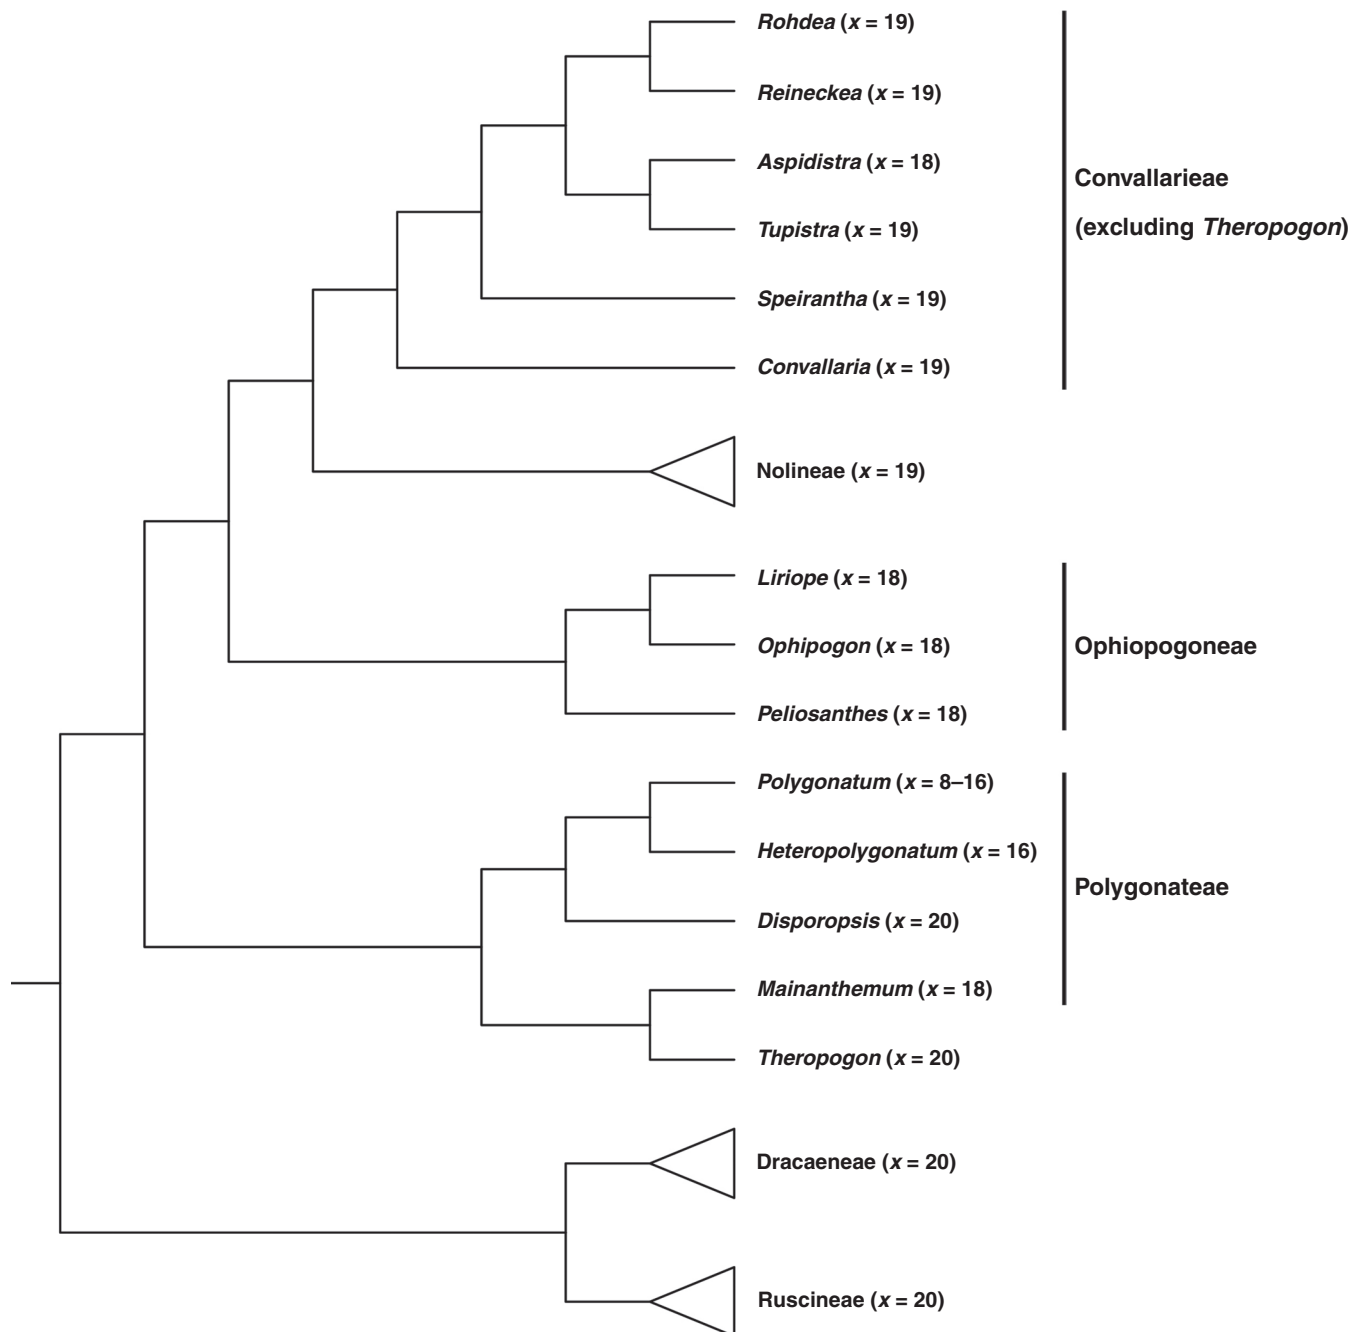 Rohdea (x = 19)
Reineckea (x = 19)
Aspidistra (x = 18)
Tupistra (x = 19)
Speirantha (x = 19)
Convallaria (x = 19)
Convallarieae
(excluding Theropogon)
Nolineae (x = 19)
Liriope (x = 18)
Ophipogon (x = 18)
Peliosanthes (x = 18)
Ophiopogoneae
Polygonatum (x = 8–16)
Heteropolygonatum (x = 16)
Disporopsis (x = 20)
Mainanthemum (x = 18)
Theropogon (x = 20)
Polygonateae
Dracaeneae (x = 20)
Ruscineae (x = 20)